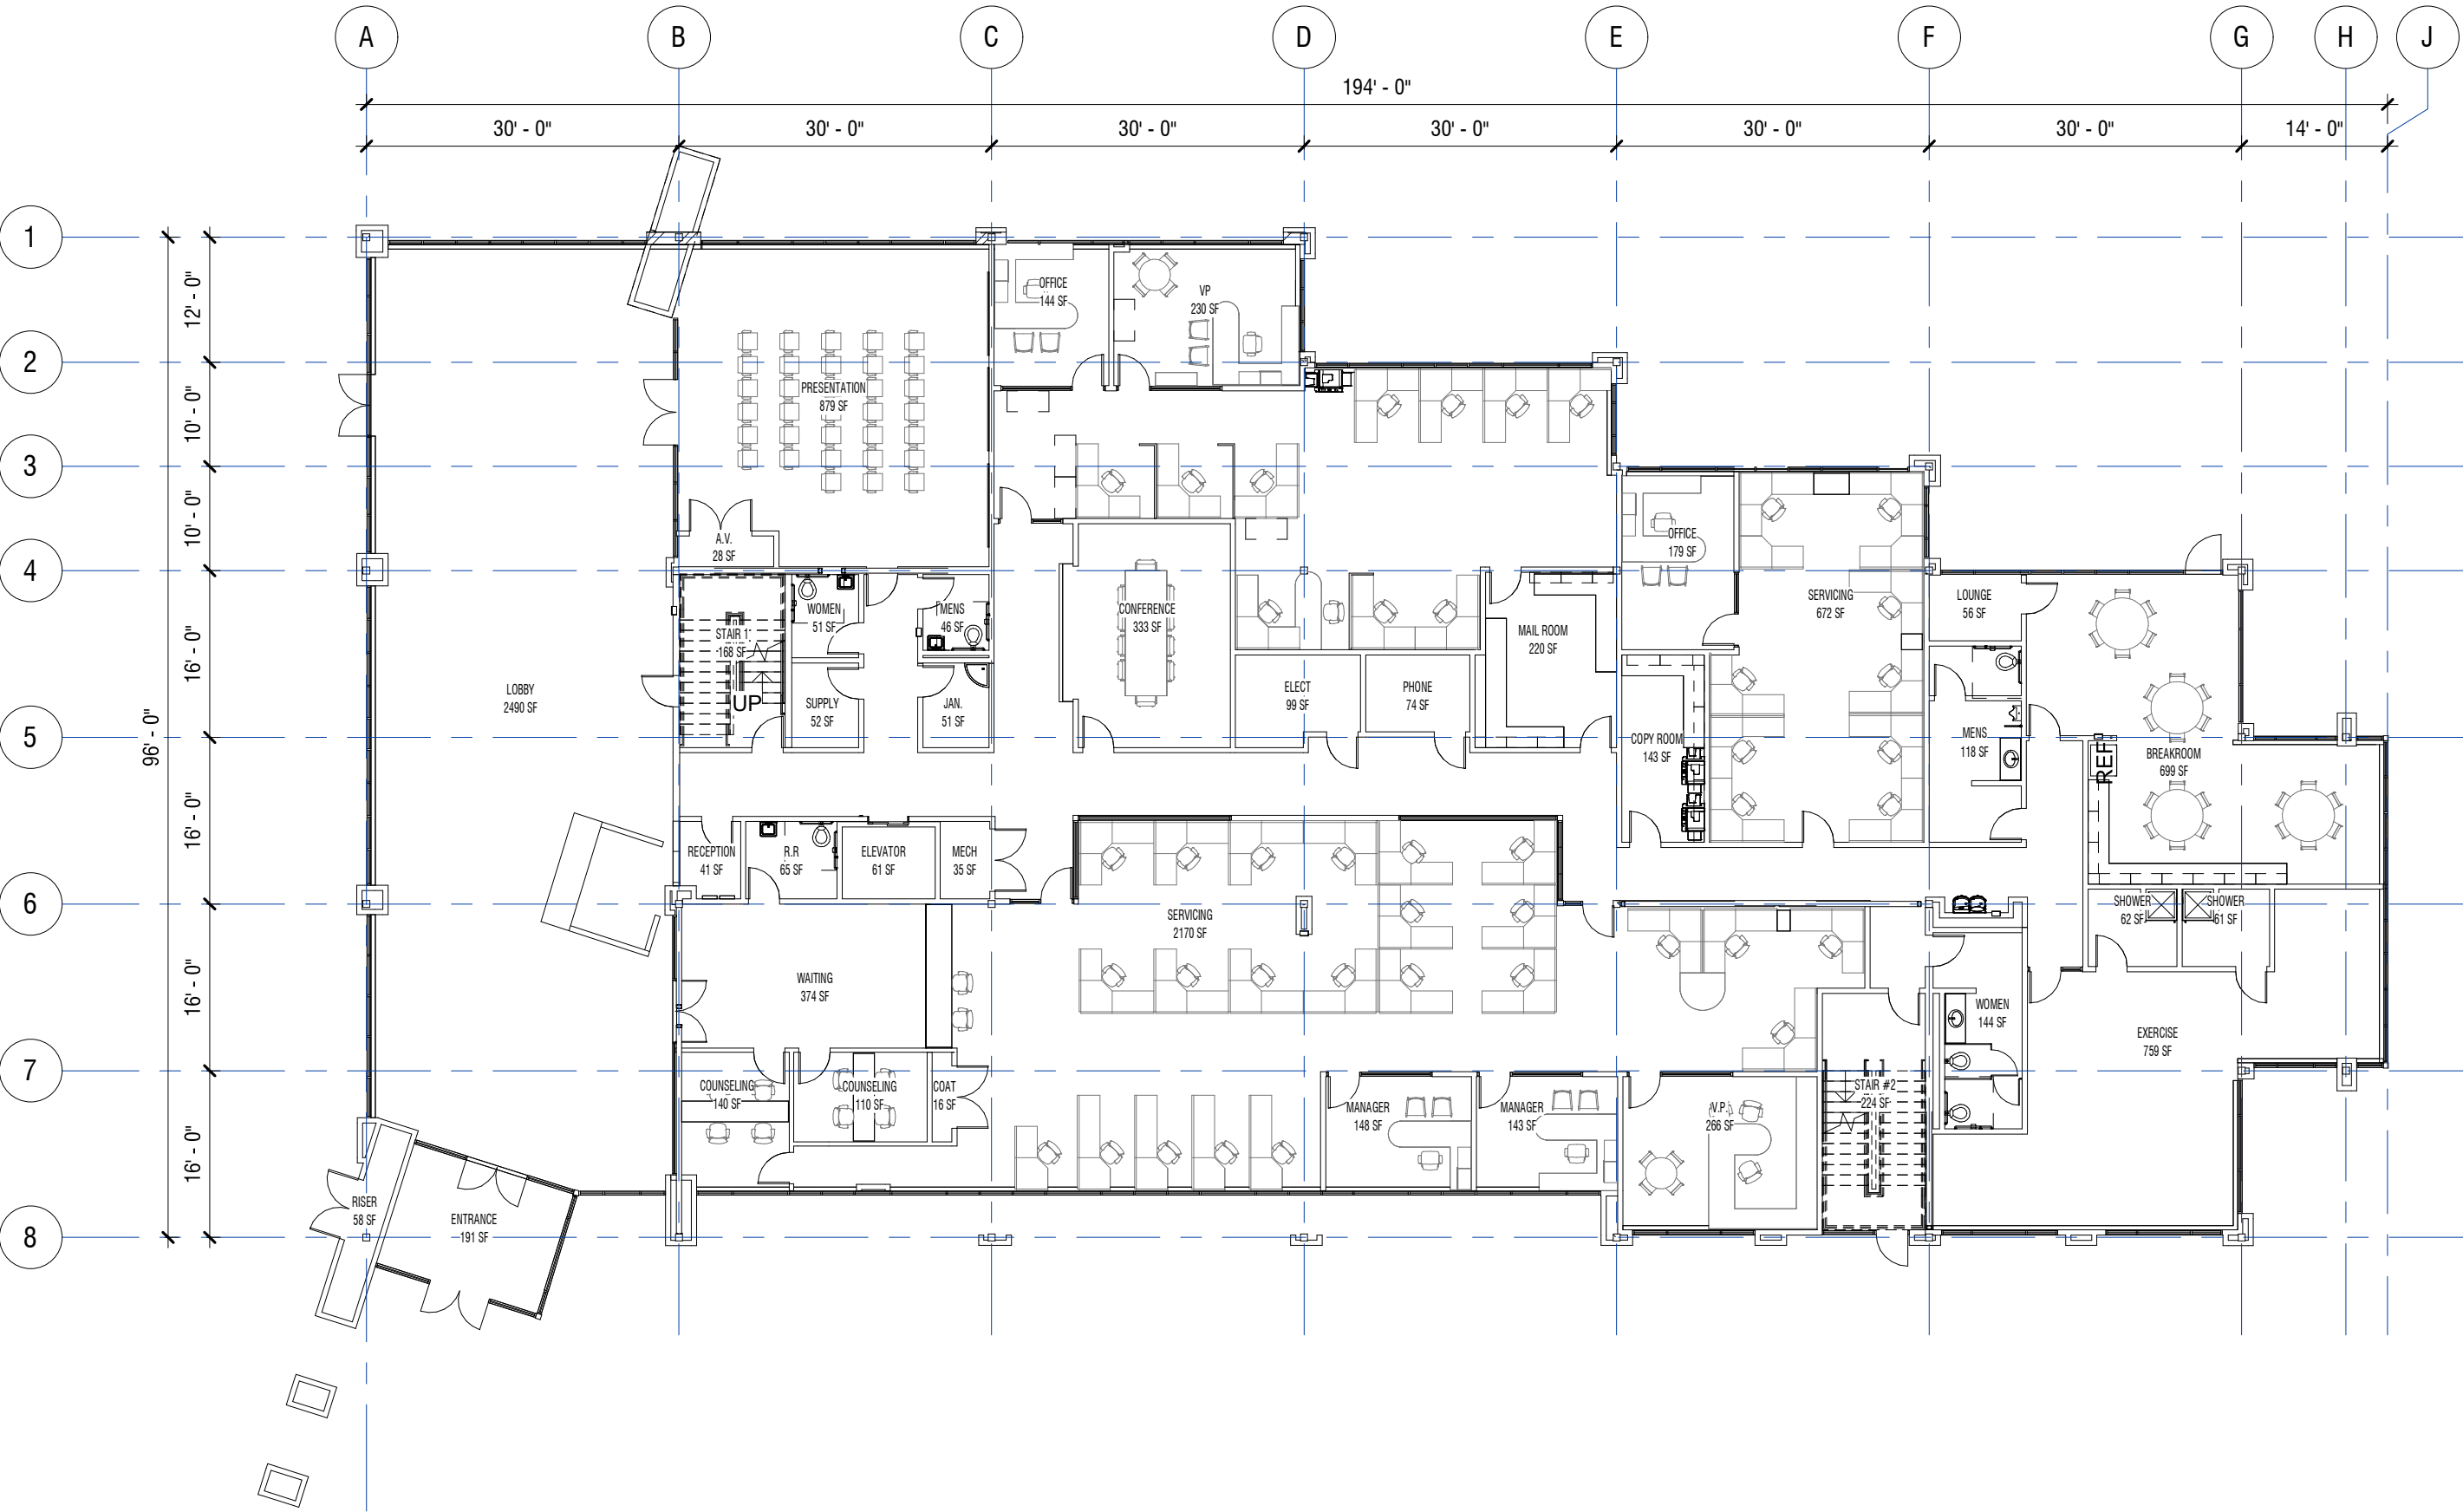 A B C D E F G H J
194' - 0"
30' - 0" 30' - 0" 30' - 0" 30' - 0" 30' - 0" 30' - 0" 14' - 0"
1
2
3
4
5
6
7
8
96' - 0"
12' - 0"
10' - 0"
10' - 0"
16' - 0"
16' - 0"
16' - 0"
16' - 0"
OFFICE
144 SF
VP
230 SF
PRESENTATION
879 SF
A.V.
28 SF
OFFICE
179 SF
STAIR 1
168 SF
UP
WOMEN
51 SF
MENS
46 SF
CONFERENCE
333 SF
MAIL ROOM
220 SF
SERVICING
672 SF
LOUNGE
56 SF
LOBBY
2490 SF
SUPPLY
52 SF
JAN.
51 SF
ELECT
99 SF
PHONE
74 SF
COPY ROOM
143 SF
MENS
118 SF
REF
BREAKROOM
699 SF
RECEPTION
41 SF
R.R
65 SF
ELEVATOR
61 SF
MECH
35 SF
SERVICING
2170 SF
SHOWER
62 SF
SHOWER
61 SF
WAITING
374 SF
WOMEN
144 SF
EXERCISE
759 SF
COUNSELING
140 SF
COUNSELING
110 SF
COAT
16 SF
MANAGER
148 SF
MANAGER
143 SF
V.P.
266 SF
STAIR #2
224 SF
RISER
58 SF
ENTRANCE
191 SF